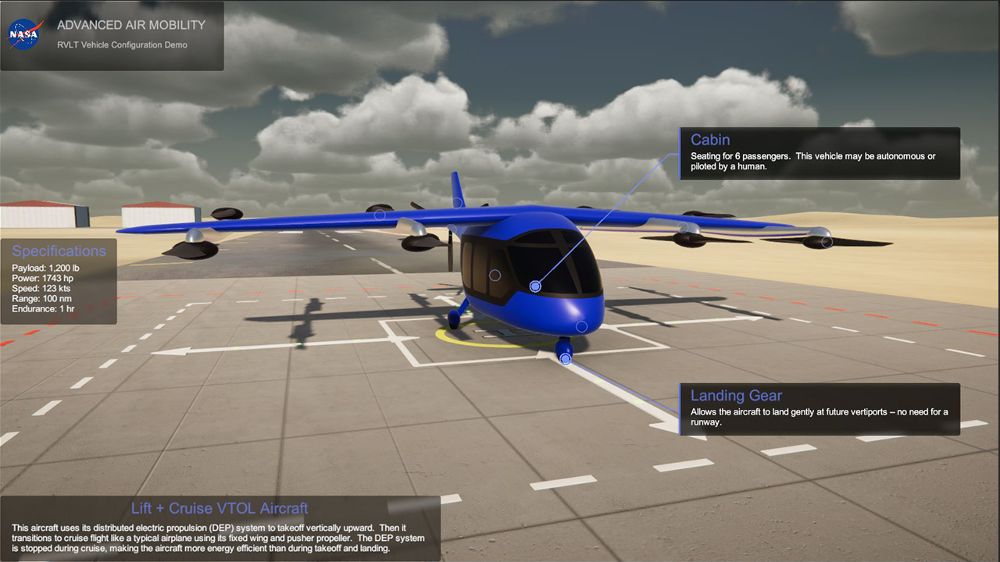 NASA
ADVANCED AIR MOBILITY
RVLT Vehicle Configuration Demo
Cabin
Seating for 6 passengers. This vehicle may be autonomous or
piloted by a human.
Specifications
Payload: 1,200 lb
Power: 1743 hp
Speed: 123 kts
Range: 100 nm
Endurance: 1 hr
Landing Gear
Allows the aircraft to land gently at future vertiports – no need for a
runway.
Lift + Cruise VTOL Aircraft
This aircraft uses its distributed electric propulsion (DEP) system to takeoff vertically upward. Then it
transitions to cruise flight like a typical airplane using its fixed wing and pusher propeller. The DEP system
is stopped during cruise, making the aircraft more energy efficient than during takeoff and landing.